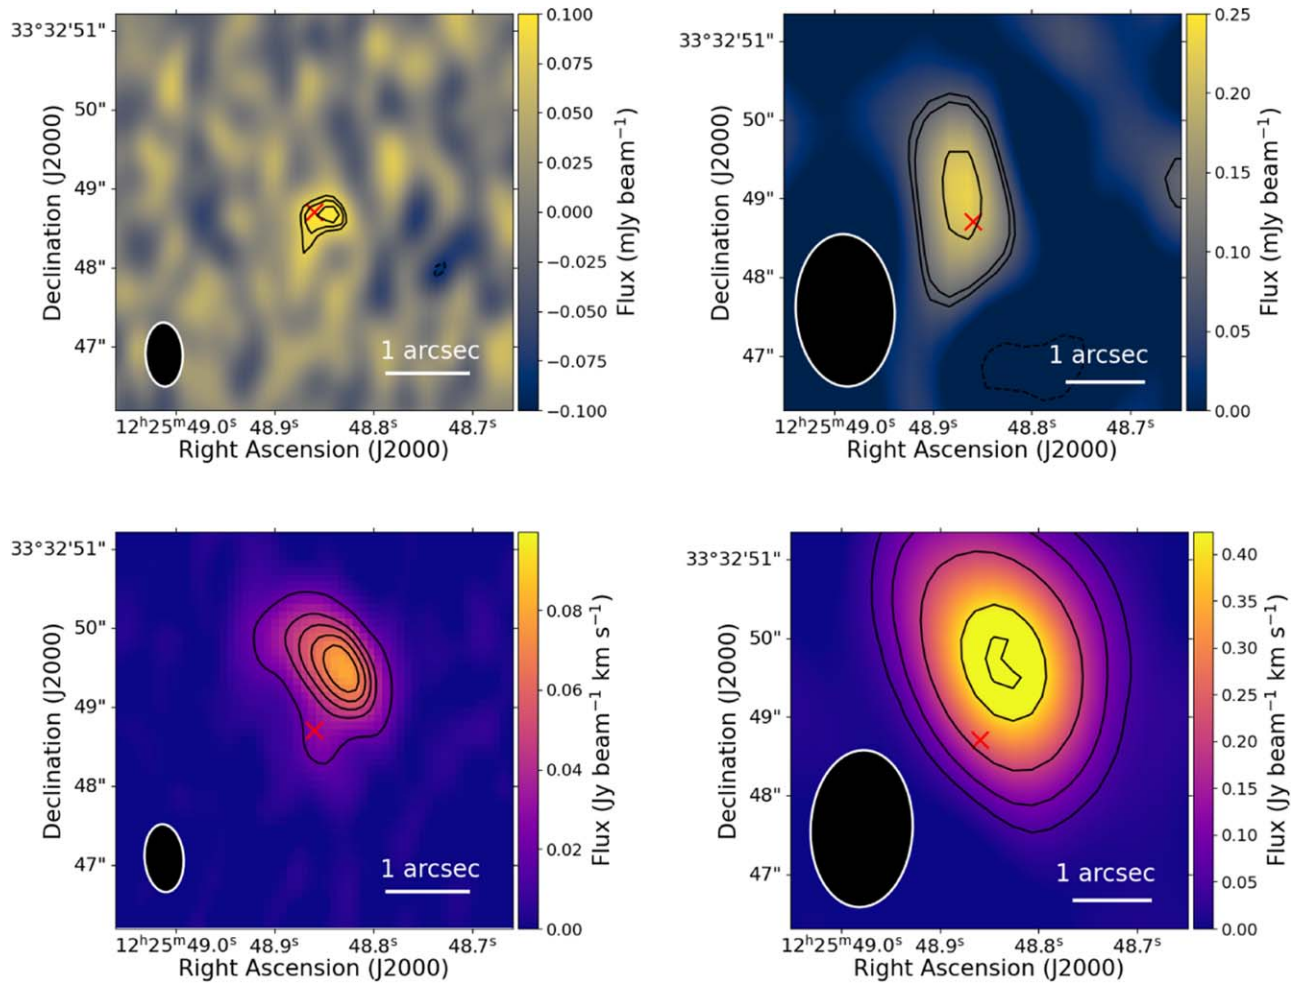 33°32'51"
50"
49"
48"
47"
Declination (J2000)
1 arcsec
12ʰ25ᵐ49.0ˢ 48.9ˢ 48.8ˢ 48.7ˢ
Right Ascension (J2000)
0.100
0.075
0.050
0.025
0.000
−0.025
−0.050
−0.075
−0.100
Flux (mJy beam⁻¹)
33°32'51"
50"
49"
48"
47"
Declination (J2000)
1 arcsec
12ʰ25ᵐ49.0ˢ 48.9ˢ 48.8ˢ 48.7ˢ
Right Ascension (J2000)
0.25
0.20
0.15
0.10
0.05
0.00
Flux (mJy beam⁻¹)
33°32'51"
50"
49"
48"
47"
Declination (J2000)
1 arcsec
12ʰ25ᵐ49.0ˢ 48.9ˢ 48.8ˢ 48.7ˢ
Right Ascension (J2000)
0.08
0.06
0.04
0.02
0.00
Flux (Jy beam⁻¹ km s⁻¹)
33°32'51"
50"
49"
48"
47"
Declination (J2000)
1 arcsec
12ʰ25ᵐ49.0ˢ 48.9ˢ 48.8ˢ 48.7ˢ
Right Ascension (J2000)
0.40
0.35
0.30
0.25
0.20
0.15
0.10
0.05
0.00
Flux (Jy beam⁻¹ km s⁻¹)